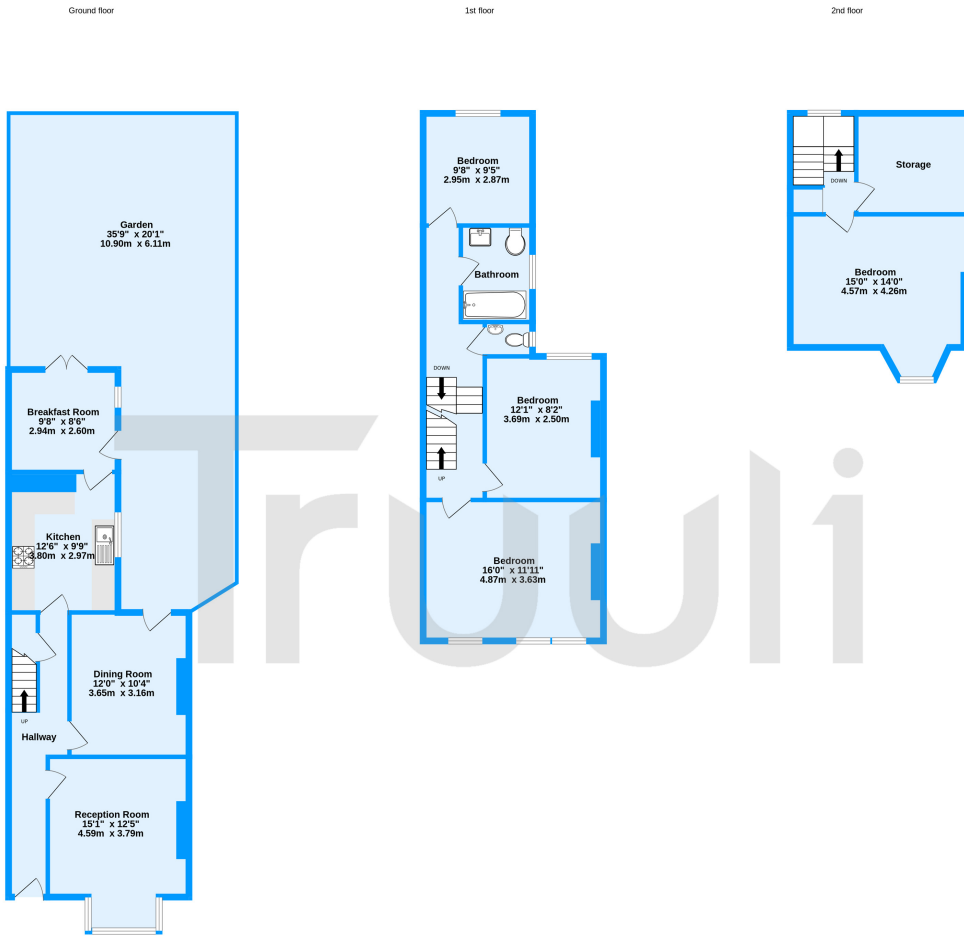 Ground floor
1st floor
2nd floor
Garden
35'9" x 20'1"
10.90m x 6.11m
Breakfast Room
9'8" x 8'6"
2.94m x 2.60m
Kitchen
12'6" x 9'9"
3.80m x 2.97m
Dining Room
12'0" x 10'4"
3.65m x 3.16m
UP
Hallway
Reception Room
15'1" x 12'5"
4.59m x 3.79m
Bedroom
9'8" x 9'5"
2.95m x 2.87m
Bathroom
DOWN
Bedroom
12'1" x 8'2"
3.69m x 2.50m
UP
Bedroom
16'0" x 11'11"
4.87m x 3.63m
Storage
DOWN
Bedroom
15'0" x 14'0"
4.57m x 4.26m
Truuli